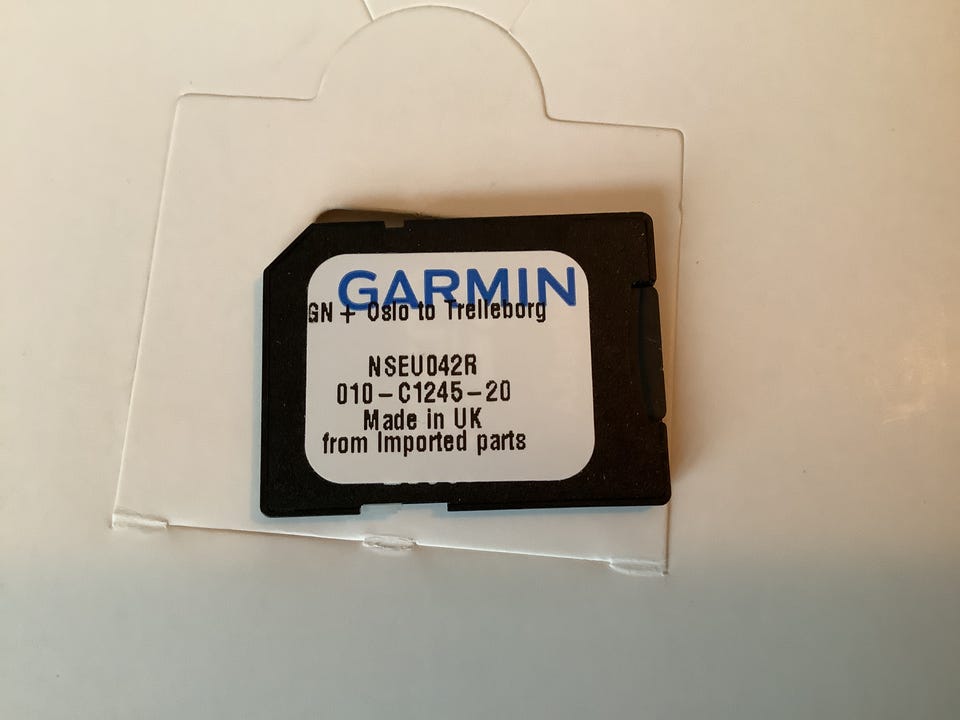 GARMIN
GN + Oslo to Trelleborg
NSEU042R
010-C1245-20
Made in UK
from Imported parts